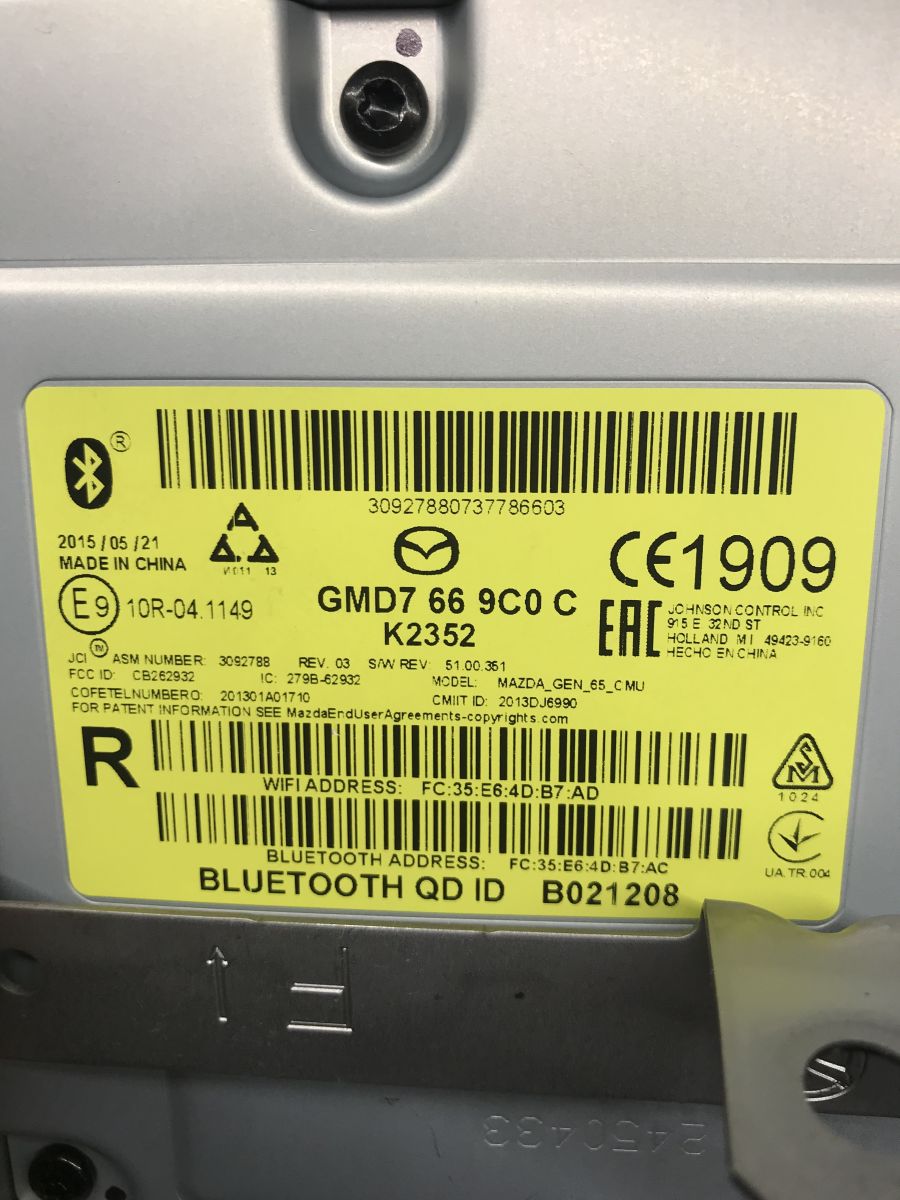 ®
30927880737786603
2015/05/21
MADE IN CHINA
13
CE1909
E9 10R-04.1149
GMD7 66 9C0 C
K2352
EAC
JOHNSON CONTROL INC
915 E. 32ND ST
HOLLAND MI 49423-9160
HECHO EN CHINA
JCI™ ASM NUMBER: 3092788 REV. 03 S/W REV: 51.00.351
FCC ID: CB262932 IC: 279B-62932 MODEL: MAZDA_GEN_65_CMU
COFETELNUMBERO: 201301A01710 CMIIT ID: 2013DJ6990
FOR PATENT INFORMATION SEE MazdaEndUserAgreements-copyrights.com
R
WIFI ADDRESS: FC:35:E6:4D:B7:AD
1024
BLUETOOTH ADDRESS: FC:35:E6:4D:B7:AC
UA.TR.004
BLUETOOTH QD ID B021208
2450433